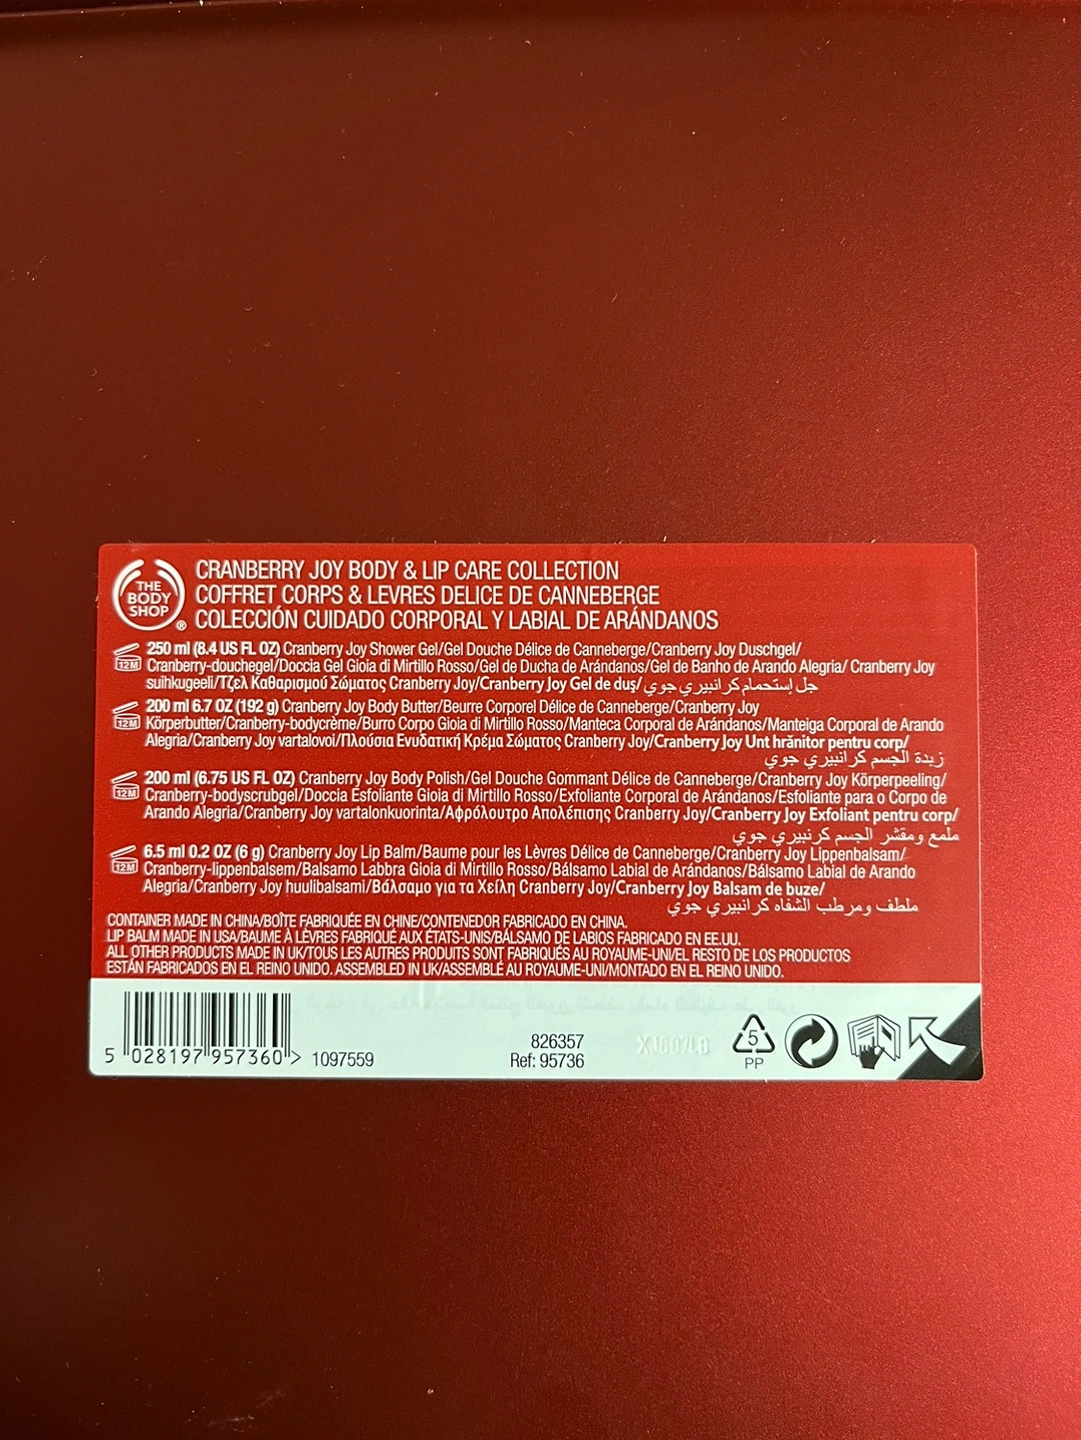 THE
BODY
SHOP
®
CRANBERRY JOY BODY & LIP CARE COLLECTION
COFFRET CORPS & LEVRES DELICE DE CANNEBERGE
COLECCIÓN CUIDADO CORPORAL Y LABIAL DE ARÁNDANOS
12M
250 ml (8.4 US FL OZ) Cranberry Joy Shower Gel/Gel Douche Délice de Canneberge/Cranberry Joy Duschgel/
Cranberry-douchegel/Doccia Gel Gioia di Mirtillo Rosso/Gel de Ducha de Arándanos/Gel de Banho de Arando Alegria/ Cranberry Joy
suihkugeeli/Τζελ Καθαρισμού Σώματος Cranberry Joy/Cranberry Joy Gel de duş/ جل إستحمام كرانبيري جوي
12M
200 ml 6.7 OZ (192 g) Cranberry Joy Body Butter/Beurre Corporel Délice de Canneberge/Cranberry Joy
Körperbutter/Cranberry-bodycrème/Burro Corpo Gioia di Mirtillo Rosso/Manteca Corporal de Arándanos/Manteiga Corporal de Arando
Alegria/Cranberry Joy vartalovoi/Πλούσια Ενυδατική Κρέμα Σώματος Cranberry Joy/Cranberry Joy Unt hrănitor pentru corp/
زبدة الجسم كرانبيري جوي
12M
200 ml (6.75 US FL OZ) Cranberry Joy Body Polish/Gel Douche Gommant Délice de Canneberge/Cranberry Joy Körperpeeling/
Cranberry-bodyscrubgel/Doccia Esfoliante Gioia di Mirtillo Rosso/Exfoliante Corporal de Arándanos/Esfoliante para o Corpo de
Arando Alegria/Cranberry Joy vartalonkuorinta/Αφρόλουτρο Απολέπισης Cranberry Joy/Cranberry Joy Exfoliant pentru corp/
ملمع ومقشر الجسم كرنبيري جوي
12M
6.5 ml 0.2 OZ (6 g) Cranberry Joy Lip Balm/Baume pour les Lèvres Délice de Canneberge/Cranberry Joy Lippenbalsam/
Cranberry-lippenbalsem/Balsamo Labbra Gioia di Mirtillo Rosso/Bálsamo Labial de Arándanos/Bálsamo Labial de Arando
Alegria/Cranberry Joy huulibalsami/Βάλσαμο για τα Χείλη Cranberry Joy/Cranberry Joy Balsam de buze/
ملطف ومرطب الشفاه كرانبيري جوي
CONTAINER MADE IN CHINA/BOÎTE FABRIQUÉE EN CHINE/CONTENEDOR FABRICADO EN CHINA.
LIP BALM MADE IN USA/BAUME À LÈVRES FABRIQUÉ AUX ÉTATS-UNIS/BÁLSAMO DE LABIOS FABRICADO EN EE.UU.
ALL OTHER PRODUCTS MADE IN UK/TOUS LES AUTRES PRODUITS SONT FABRIQUÉS AU ROYAUME-UNI/EL RESTO DE LOS PRODUCTOS
ESTÁN FABRICADOS EN EL REINO UNIDO. ASSEMBLED IN UK/ASSEMBLÉ AU ROYAUME-UNI/MONTADO EN EL REINO UNIDO.
5 028197 957360 > 1097559
826357
Ref: 95736
5
PP